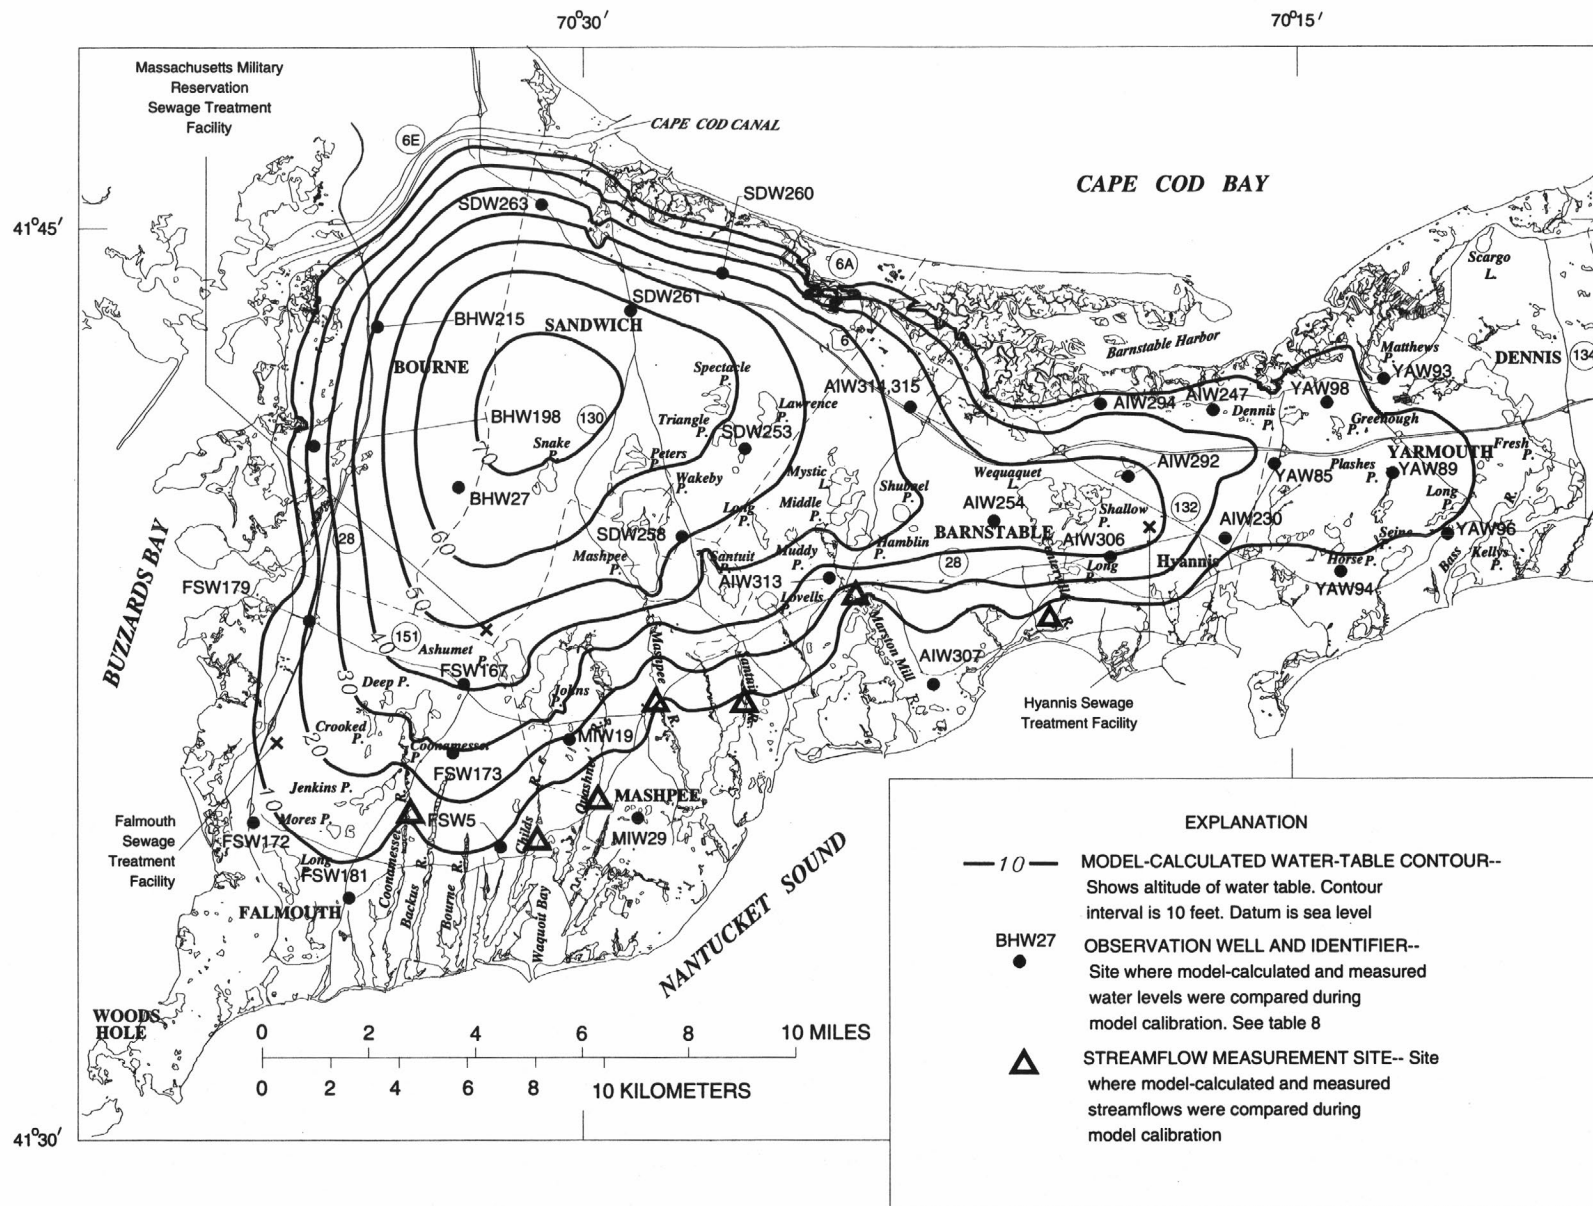 70°30'
70°15'
Massachusetts Military
Reservation
Sewage Treatment
Facility
6E
CAPE COD CANAL
CAPE COD BAY
41°45'
SDW263
SDW260
6A
Scargo
L.
SDW261
BHW215
SANDWICH
6
Barnstable Harbor
Matthews
P.
DENNIS
134
BOURNE
Spectacle
P.
AIW314,315
YAW98
YAW93
BHW198
130
Lawrence
P.
AIW294
AIW247
Dennis
P.
Greenough
P.
Triangle
P.
SDW253
70
Snake
P.
Peters
P.
Wequaquet
L.
AIW292
Fresh
P.
YARMOUTH
Wakeby
P.
Mystic
L.
YAW85
Plashes
P.
YAW89
BHW27
Shubael
P.
Long
P.
Middle
P.
AIW254
Shallow
P.
132
Long
P.
R.
60
28
SDW258
BARNSTABLE
AIW230
YAW96
Hamblin
P.
AIW306
Mashpee
P.
Santuit
P.
Muddy
P.
28
Long
P.
Hyannis
Horse P.
Bass
Kellys
P.
BUZZARDS BAY
FSW179
AIW313
YAW94
50
Lovells
P.
R.
40
151
Ashumet
P.
Mashpee
R.
Marston Mill
R.
AIW307
FSW167
30
Deep P.
Johns
P.
Hyannis Sewage
Treatment Facility
Crooked
P.
MIW19
20
Coonamesset
P.
FSW173
R.
Quashnet
Jenkins P.
MASHPEE
10
R.
Falmouth
Sewage
Treatment
Facility
Mores P.
FSW5
Childs
FSW172
MIW29
Long
P.
FSW181
Coonamesset
R.
R.
Backus
Bourne
Waquoit Bay
FALMOUTH
NANTUCKET SOUND
WOODS
HOLE
0 2 4 6 8 10 MILES
0 2 4 6 8 10 KILOMETERS
41°30'
EXPLANATION
10 MODEL-CALCULATED WATER-TABLE CONTOUR--
Shows altitude of water table. Contour
interval is 10 feet. Datum is sea level
BHW27 OBSERVATION WELL AND IDENTIFIER--
Site where model-calculated and measured
water levels were compared during
model calibration. See table 8
STREAMFLOW MEASUREMENT SITE-- Site
where model-calculated and measured
streamflows were compared during
model calibration